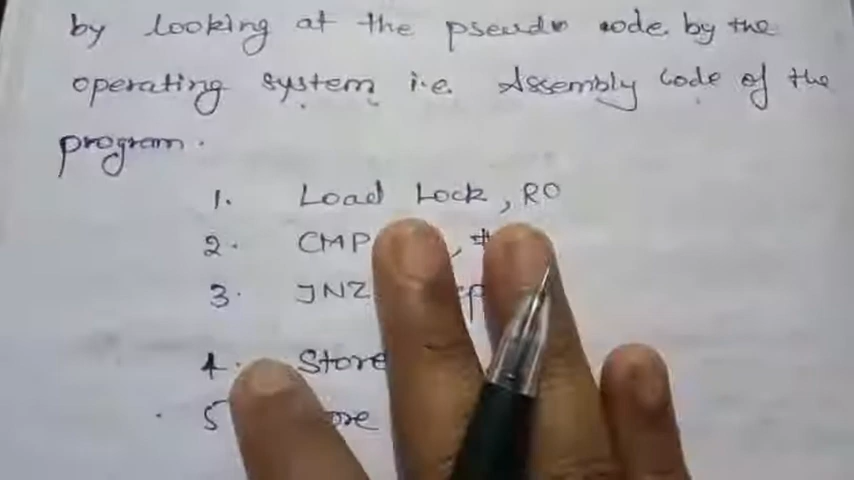 by looking at the pseudo code by the
operating system i.e. Assembly Code of the
program.
1. Load Lock, R0
2. CMP , #
3. JNZ
4. Store
5